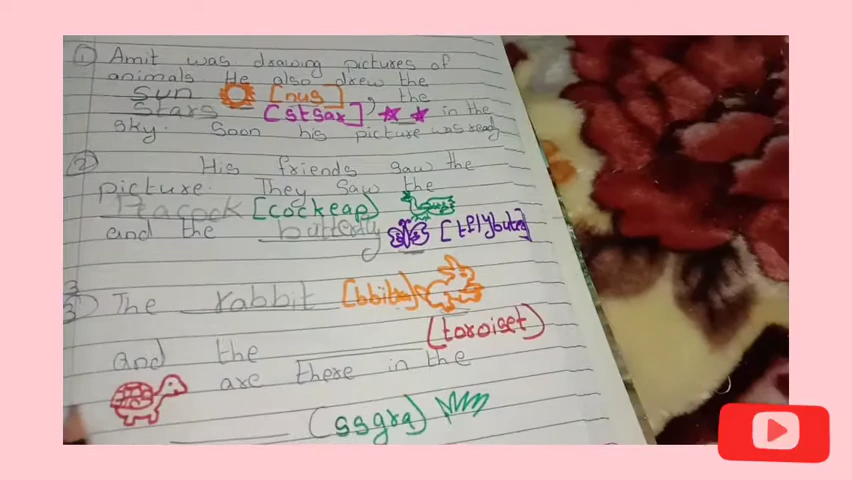 ① Amit was drawing pictures of
animals He also drew the
Sun [nus], the
Stars [stsar] in the
sky. Soon his picture was ready
② His friends saw the
picture. They saw the
Peacock [cockeap)
and the butterfly
3 The rabbit
and the (toroiset)
are there in the
(ssgra)